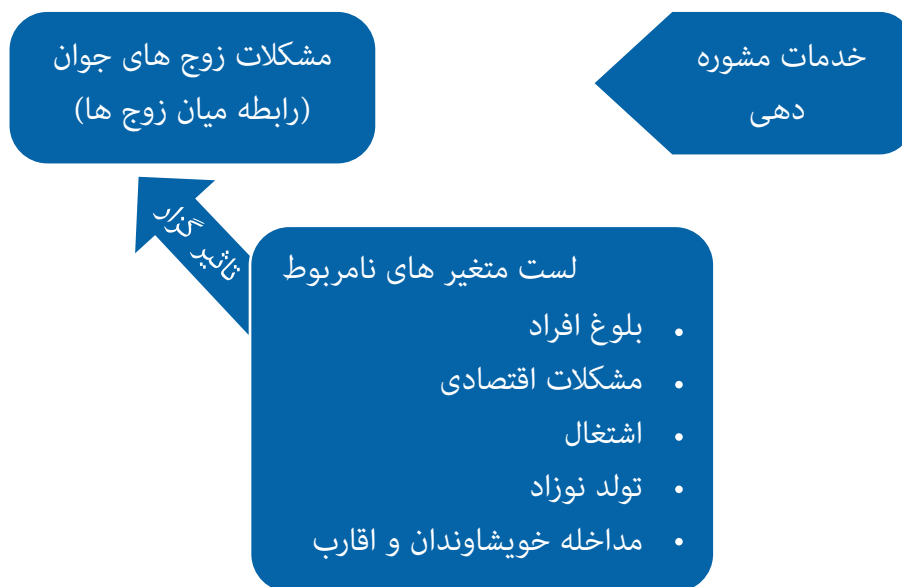 خدمات مشوره
دهی
مشکلات زوج های جوان
(رابطه میان زوج ها)
تاثیر گزار
لست متغیر های نامربوط
• بلوغ افراد
• مشکلات اقتصادی
• اشتغال
• تولد نوزاد
• مداخله خویشاوندان و اقارب